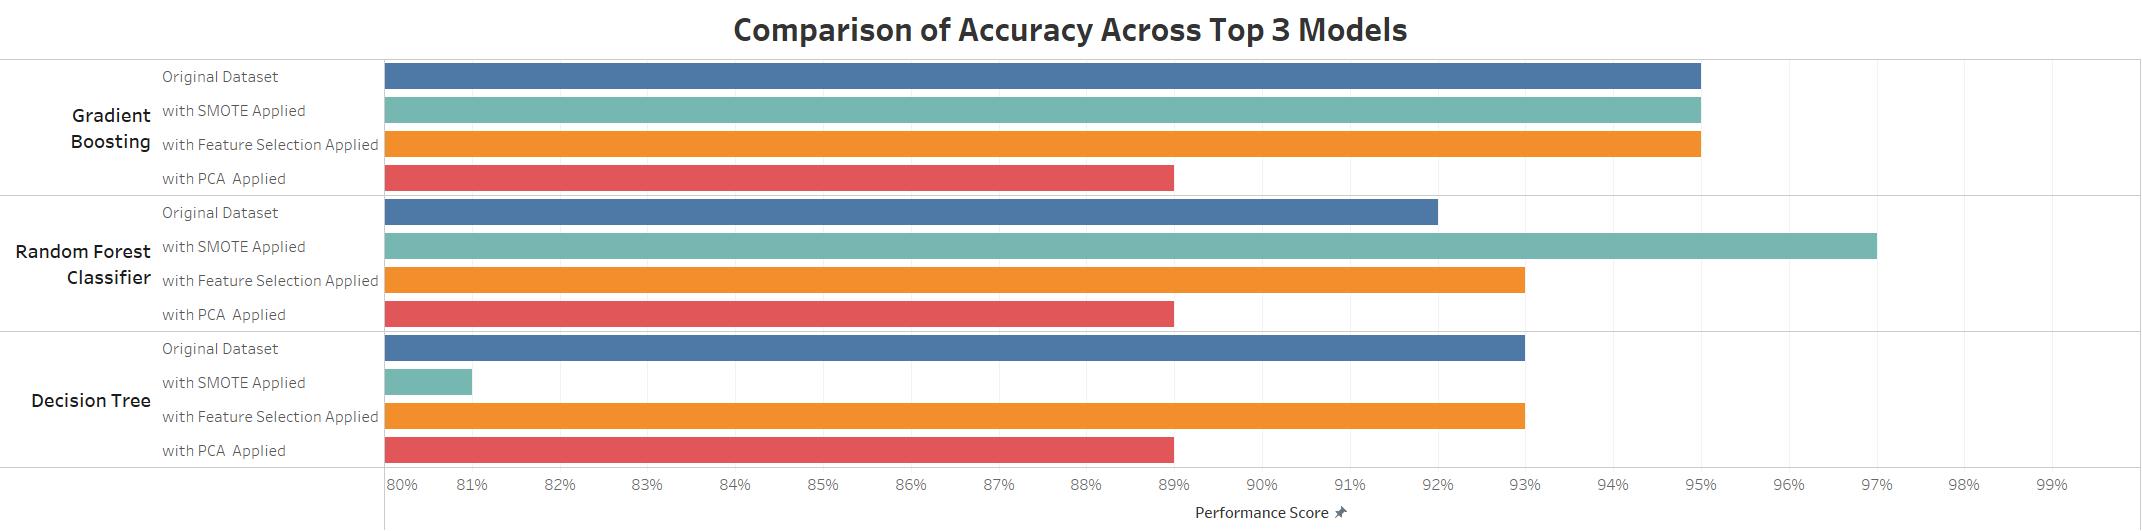 Comparison of Accuracy Across Top 3 Models
Gradient
Boosting
Original Dataset
with SMOTE Applied
with Feature Selection Applied
with PCA  Applied
Random Forest
Classifier
Original Dataset
with SMOTE Applied
with Feature Selection Applied
with PCA  Applied
Decision Tree
Original Dataset
with SMOTE Applied
with Feature Selection Applied
with PCA  Applied
80% 81% 82% 83% 84% 85% 86% 87% 88% 89% 90% 91% 92% 93% 94% 95% 96% 97% 98% 99%
Performance Score